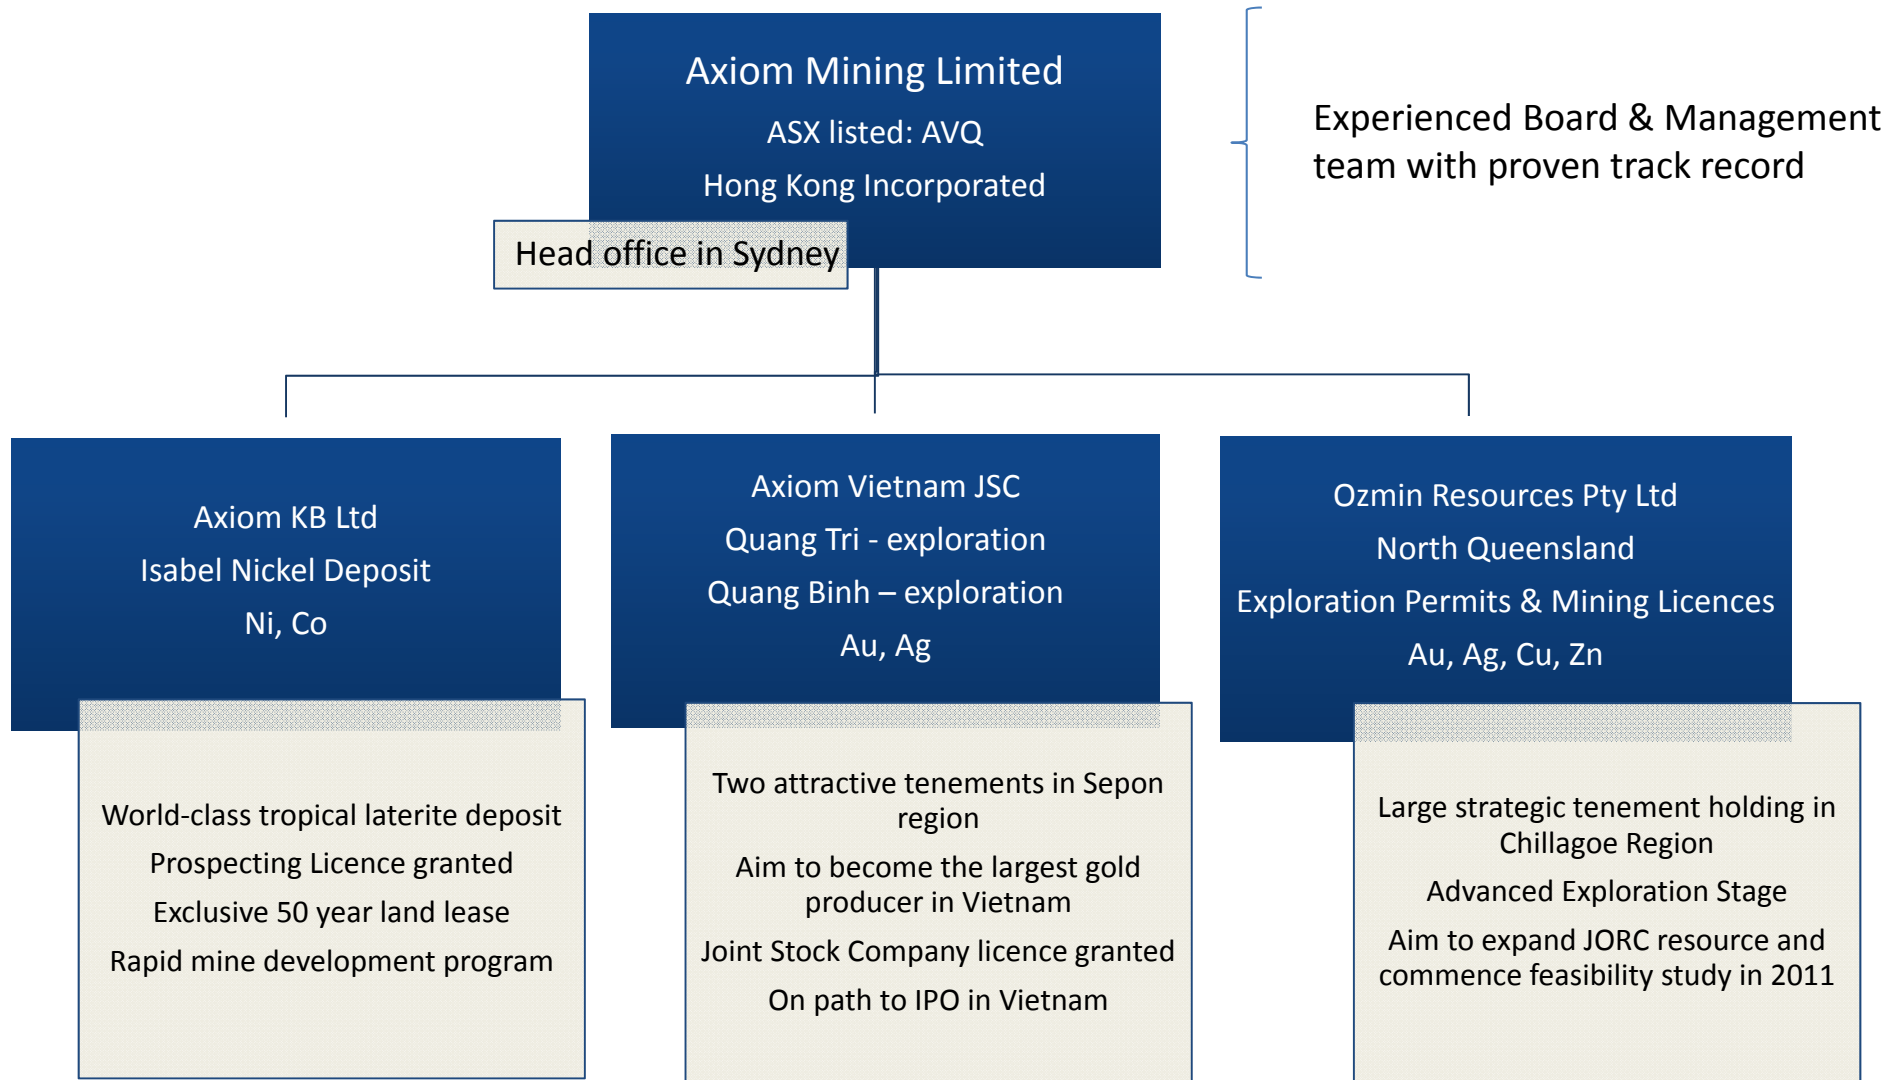 Axiom Mining Limited
ASX listed: AVQ
Hong Kong Incorporated
Head office in Sydney
Experienced Board & Management
team with proven track record
Axiom KB Ltd
Isabel Nickel Deposit
Ni, Co
World-class tropical laterite deposit
Prospecting Licence granted
Exclusive 50 year land lease
Rapid mine development program
Axiom Vietnam JSC
Quang Tri - exploration
Quang Binh – exploration
Au, Ag
Two attractive tenements in Sepon
region
Aim to become the largest gold
producer in Vietnam
Joint Stock Company licence granted
On path to IPO in Vietnam
Ozmin Resources Pty Ltd
North Queensland
Exploration Permits & Mining Licences
Au, Ag, Cu, Zn
Large strategic tenement holding in
Chillagoe Region
Advanced Exploration Stage
Aim to expand JORC resource and
commence feasibility study in 2011